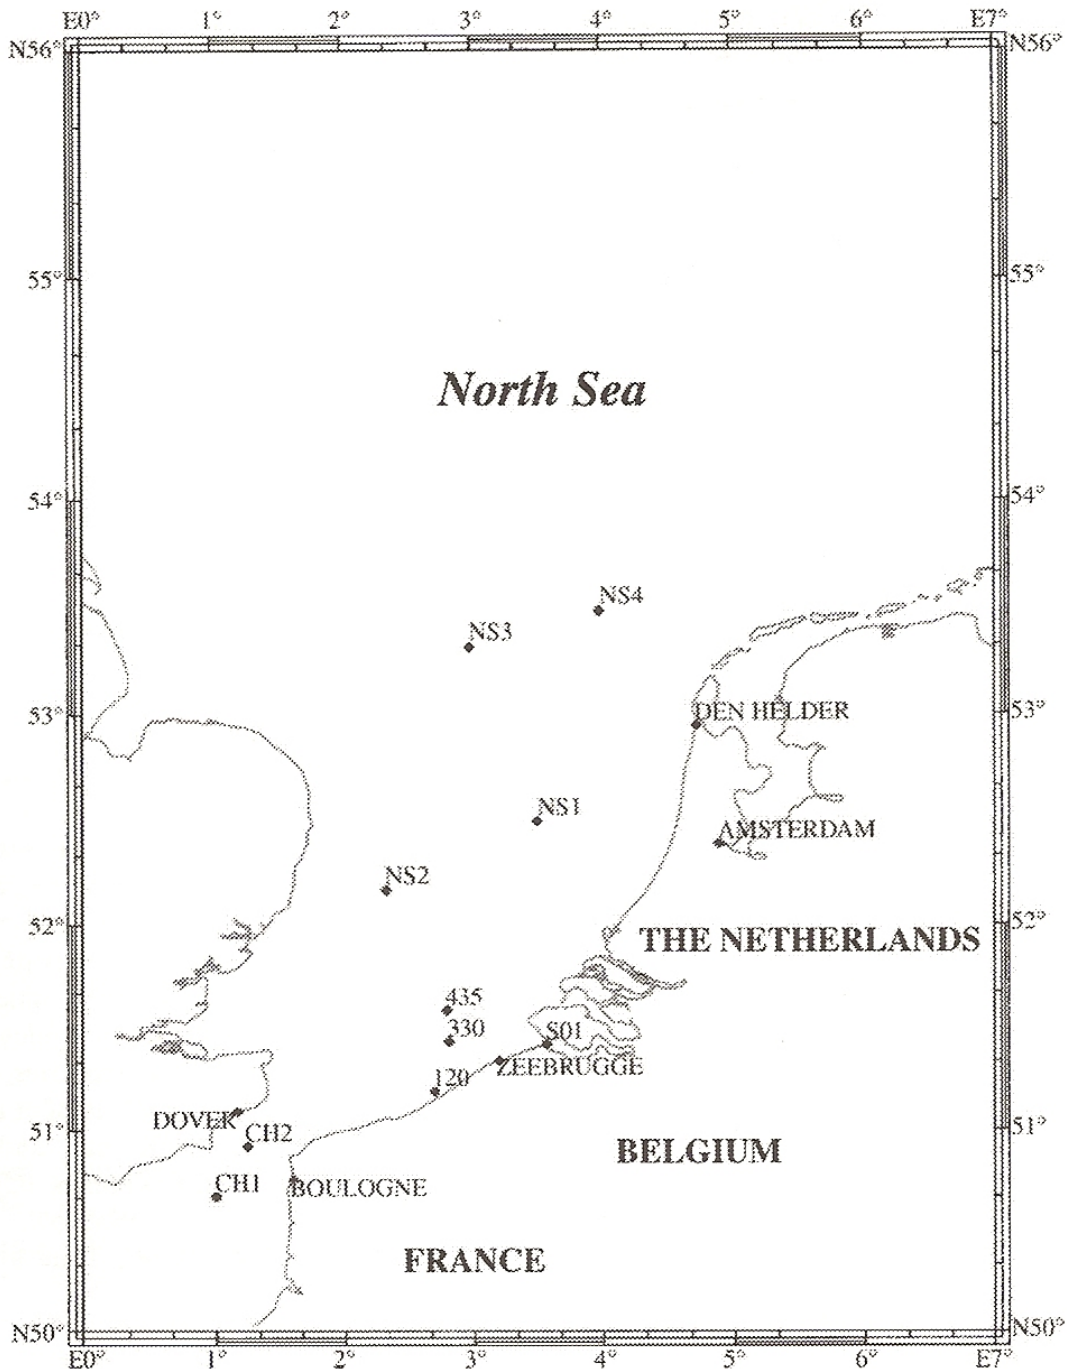 E0° 1° 2° 3° 4° 5° 6° E7°
N56° N56°
55° 55°
North Sea
54° 54°
NS4
NS3
53° 53°
DEN HELDER
NS1
AMSTERDAM
NS2
52° 52°
THE NETHERLANDS
435
330
S01
ZEEBRUGGE
120
DOVER
51° 51°
CH2
BELGIUM
CH1
BOULOGNE
FRANCE
N50° N50°
E0° 1° 2° 3° 4° 5° 6° E7°